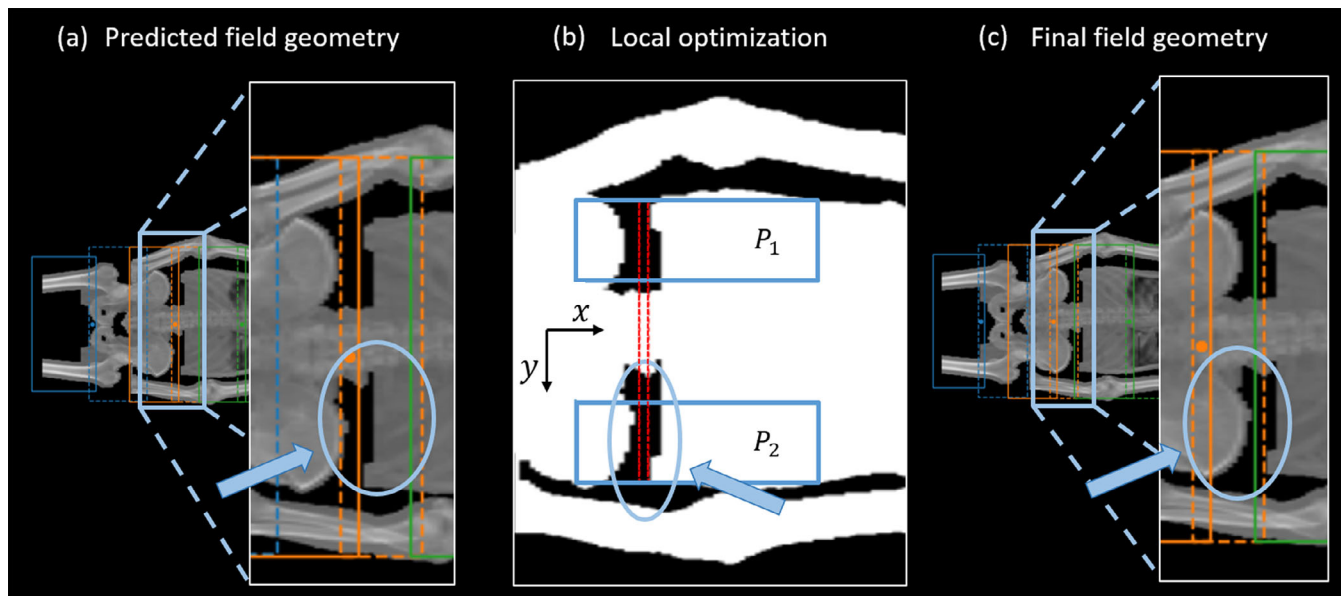 (a) Predicted field geometry
(b) Local optimization
(c) Final field geometry
P₁
x
y
P₂